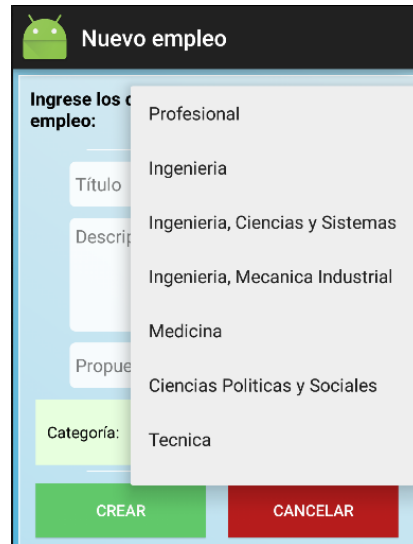 Nuevo empleo
Ingrese los
empleo:
Profesional
Ingenieria
Ingenieria, Ciencias y Sistemas
Ingenieria, Mecanica Industrial
Medicina
Ciencias Politicas y Sociales
Tecnica
Título
Descrip
Propue
Categoría:
CREAR
CANCELAR